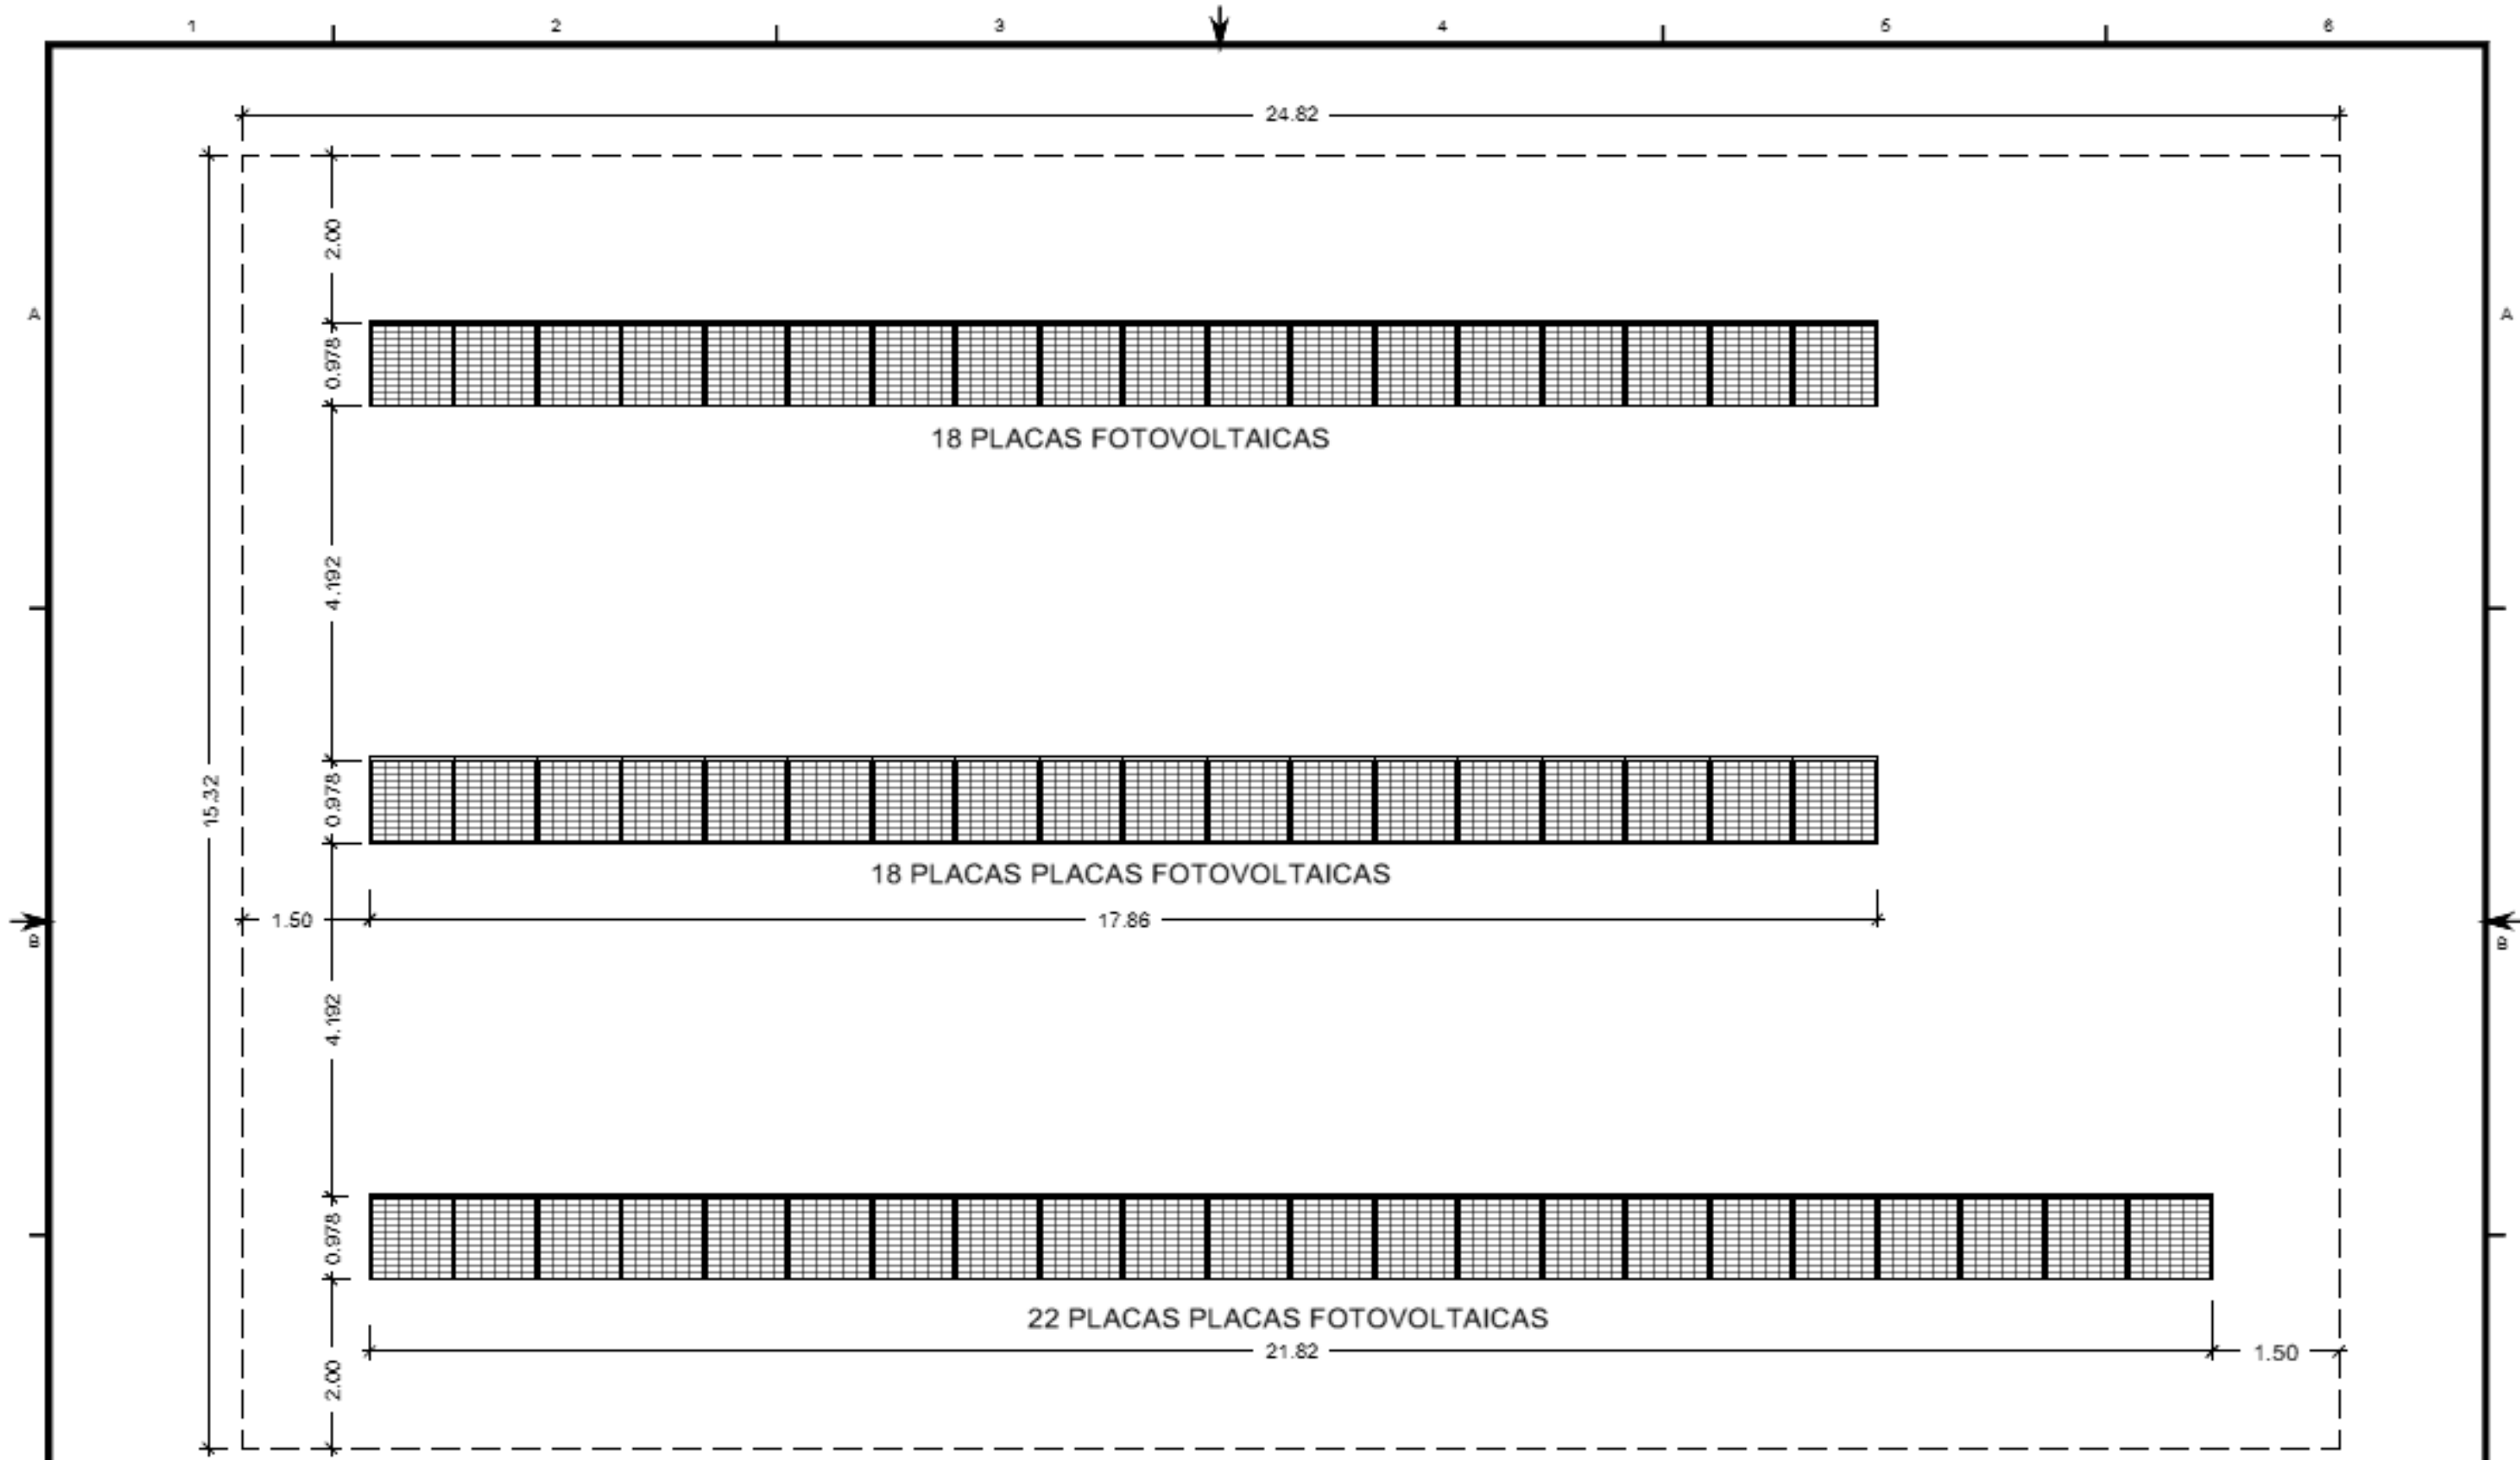 1 2 3 4 5 6
24.82
2.00
A A
0.978
18 PLACAS FOTOVOLTAICAS
4.192
15.32
0.978
18 PLACAS PLACAS FOTOVOLTAICAS
1.50 17.86
B B
4.192
0.978
22 PLACAS PLACAS FOTOVOLTAICAS
21.82 1.50
2.00